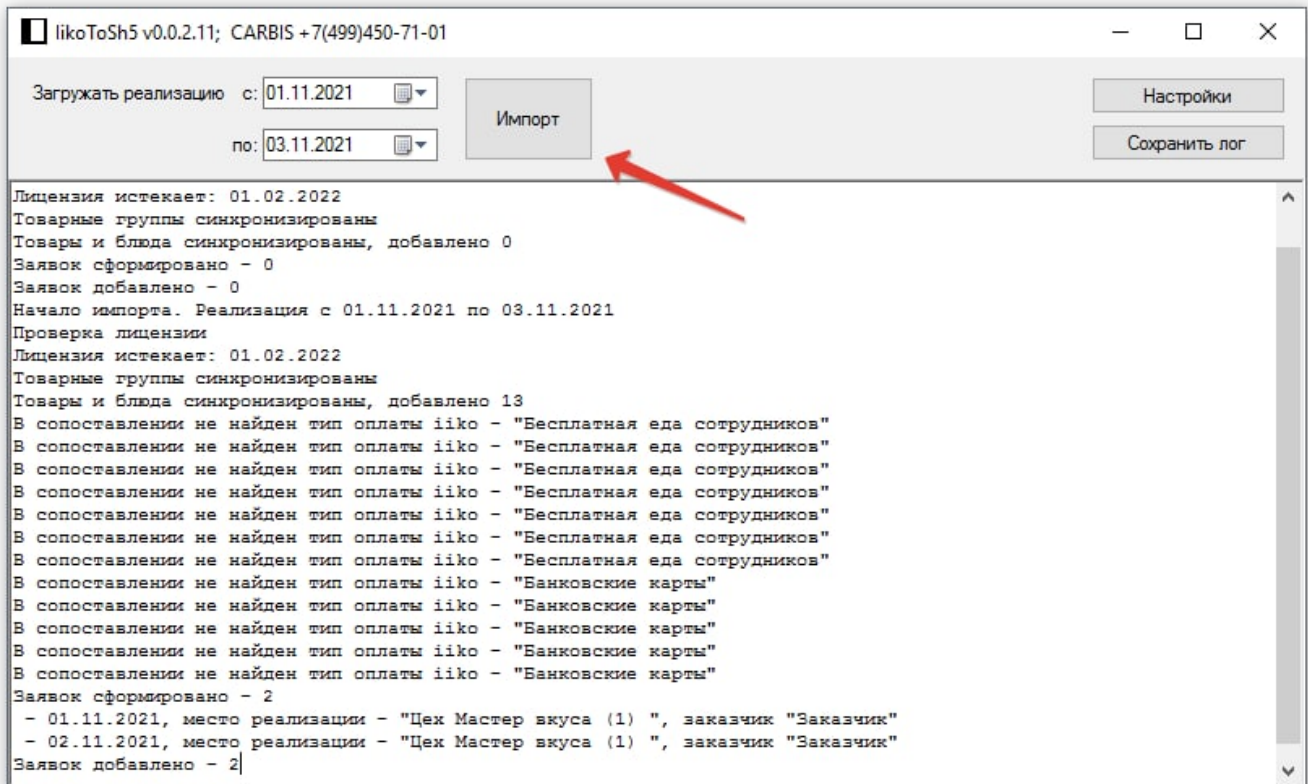 IikoToSh5 v0.0.2.11; CARBIS +7(499)450-71-01
Загружать реализацию с: 01.11.2021
по: 03.11.2021
Импорт
Настройки
Сохранить лог
Лицензия истекает: 01.02.2022
Товарные группы синхронизированы
Товары и блюда синхронизированы, добавлено 0
Заявок сформировано - 0
Заявок добавлено - 0
Начало импорта. Реализация с 01.11.2021 по 03.11.2021
Проверка лицензии
Лицензия истекает: 01.02.2022
Товарные группы синхронизированы
Товары и блюда синхронизированы, добавлено 13
В сопоставлении не найден тип оплаты iiko - "Бесплатная еда сотрудников"
В сопоставлении не найден тип оплаты iiko - "Бесплатная еда сотрудников"
В сопоставлении не найден тип оплаты iiko - "Бесплатная еда сотрудников"
В сопоставлении не найден тип оплаты iiko - "Бесплатная еда сотрудников"
В сопоставлении не найден тип оплаты iiko - "Бесплатная еда сотрудников"
В сопоставлении не найден тип оплаты iiko - "Бесплатная еда сотрудников"
В сопоставлении не найден тип оплаты iiko - "Бесплатная еда сотрудников"
В сопоставлении не найден тип оплаты iiko - "Банковские карты"
В сопоставлении не найден тип оплаты iiko - "Банковские карты"
В сопоставлении не найден тип оплаты iiko - "Банковские карты"
В сопоставлении не найден тип оплаты iiko - "Банковские карты"
В сопоставлении не найден тип оплаты iiko - "Банковские карты"
Заявок сформировано - 2
- 01.11.2021, место реализации - "Цех Мастер вкуса (1) ", заказчик "Заказчик"
- 02.11.2021, место реализации - "Цех Мастер вкуса (1) ", заказчик "Заказчик"
Заявок добавлено - 2